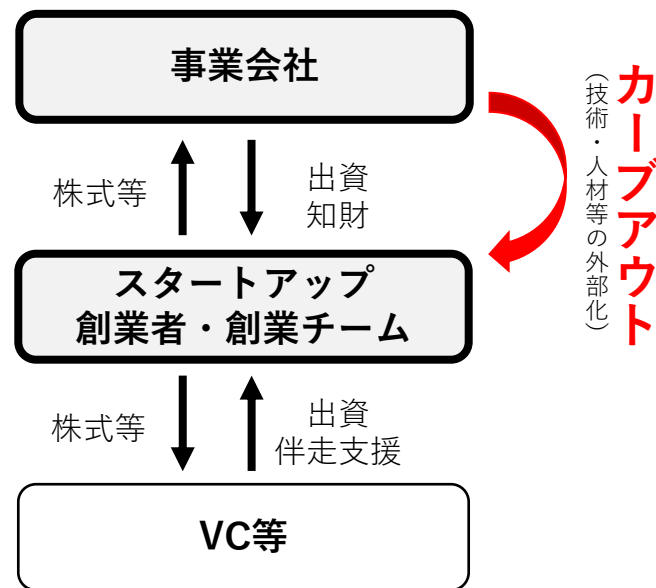 事業会社
株式等
出資
知財
カーブアウト
（技術・人材等の外部化）
スタートアップ
創業者・創業チーム
株式等
出資
伴走支援
VC等